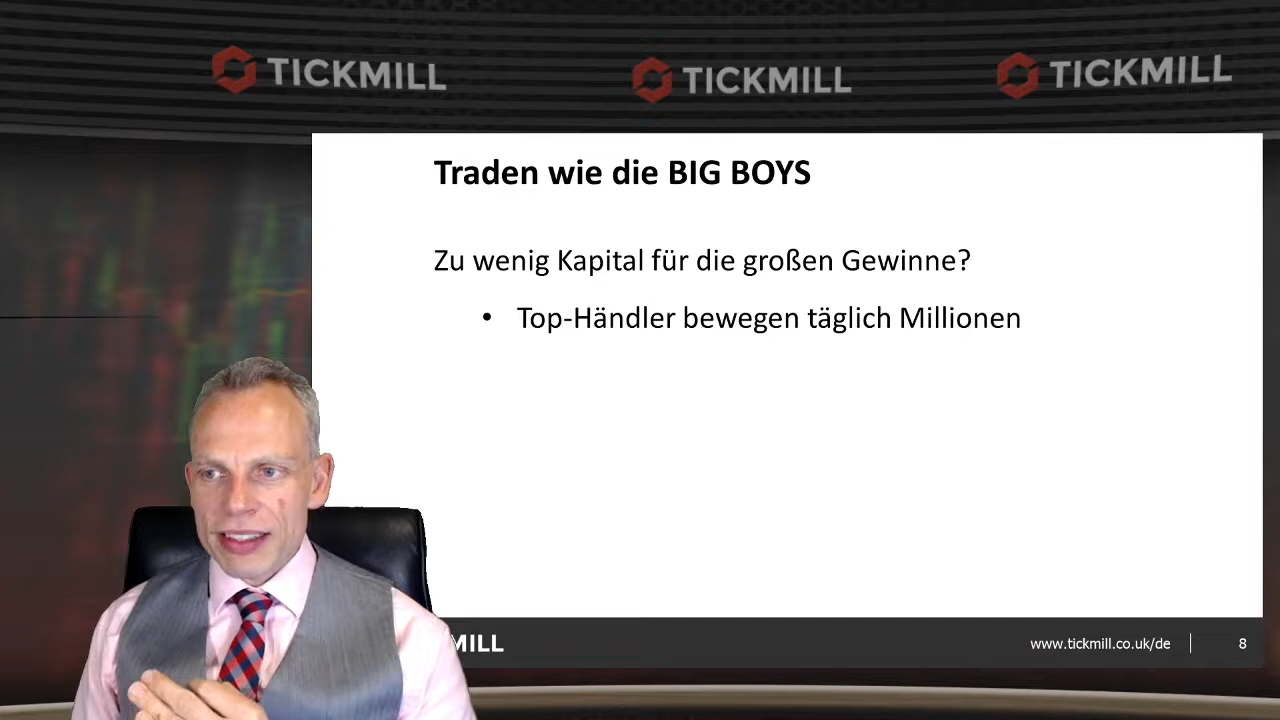 TICKMILL
TICKMILL
TICKMILL
Traden wie die BIG BOYS
Zu wenig Kapital für die großen Gewinne?
• Top-Händler bewegen täglich Millionen
MILL
www.tickmill.co.uk/de
8